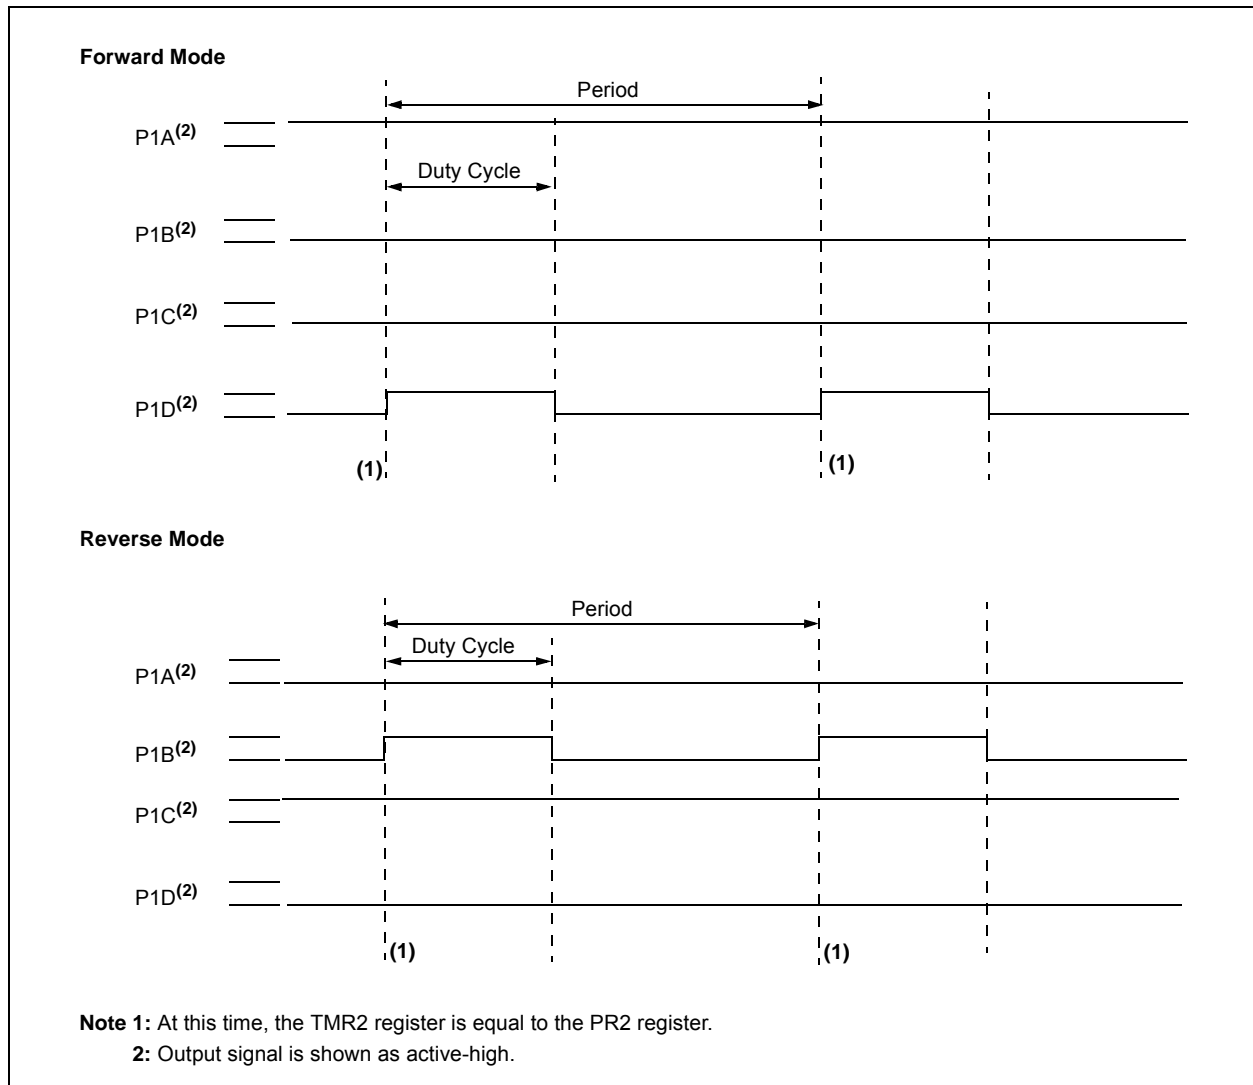 Forward Mode
Period
P1A(2)
Duty Cycle
P1B(2)
P1C(2)
P1D(2)
(1)
(1)
Reverse Mode
Period
Duty Cycle
P1A(2)
P1B(2)
P1C(2)
P1D(2)
(1)
(1)
Note 1: At this time, the TMR2 register is equal to the PR2 register.
2: Output signal is shown as active-high.